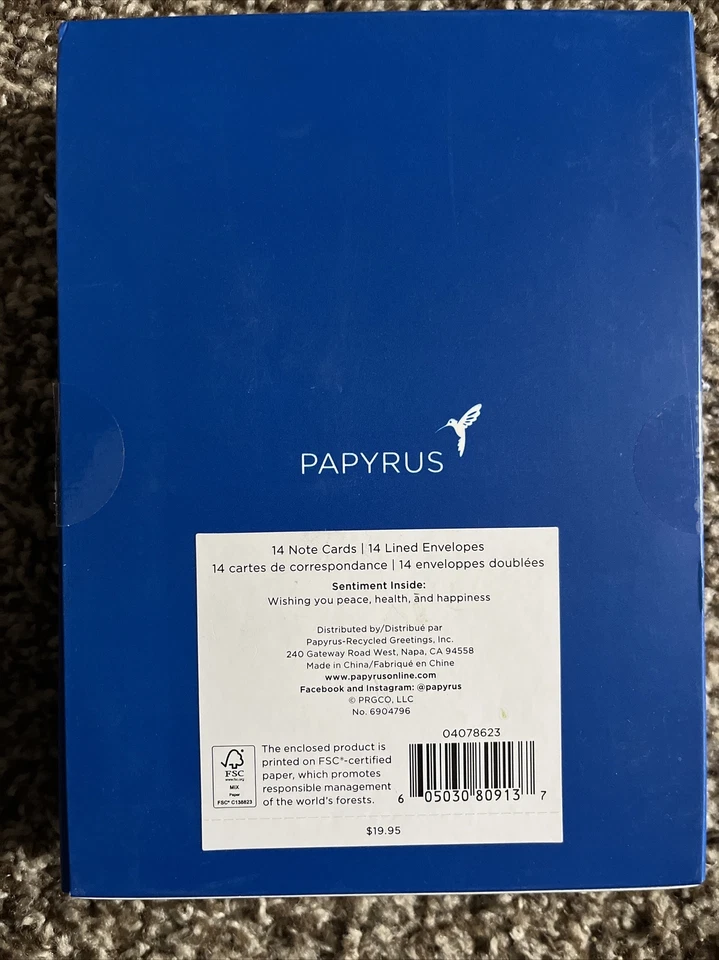 PAPYRUS
14 Note Cards | 14 Lined Envelopes
14 cartes de correspondance | 14 enveloppes doublées
Sentiment Inside:
Wishing you peace, health, and happiness
Distributed by/Distribué par
Papyrus-Recycled Greetings, Inc.
240 Gateway Road West, Napa, CA 94558
Made in China/Fabriqué en Chine
www.papyrusonline.com
Facebook and Instagram: @papyrus
© PRGCO, LLC
No. 6904796
FSC
www.fsc.org
MIX
Paper
FSC® C138823
The enclosed product is
printed on FSC®-certified
paper, which promotes
responsible management
of the world's forests.
04078623
6 05030 80913 7
$19.95